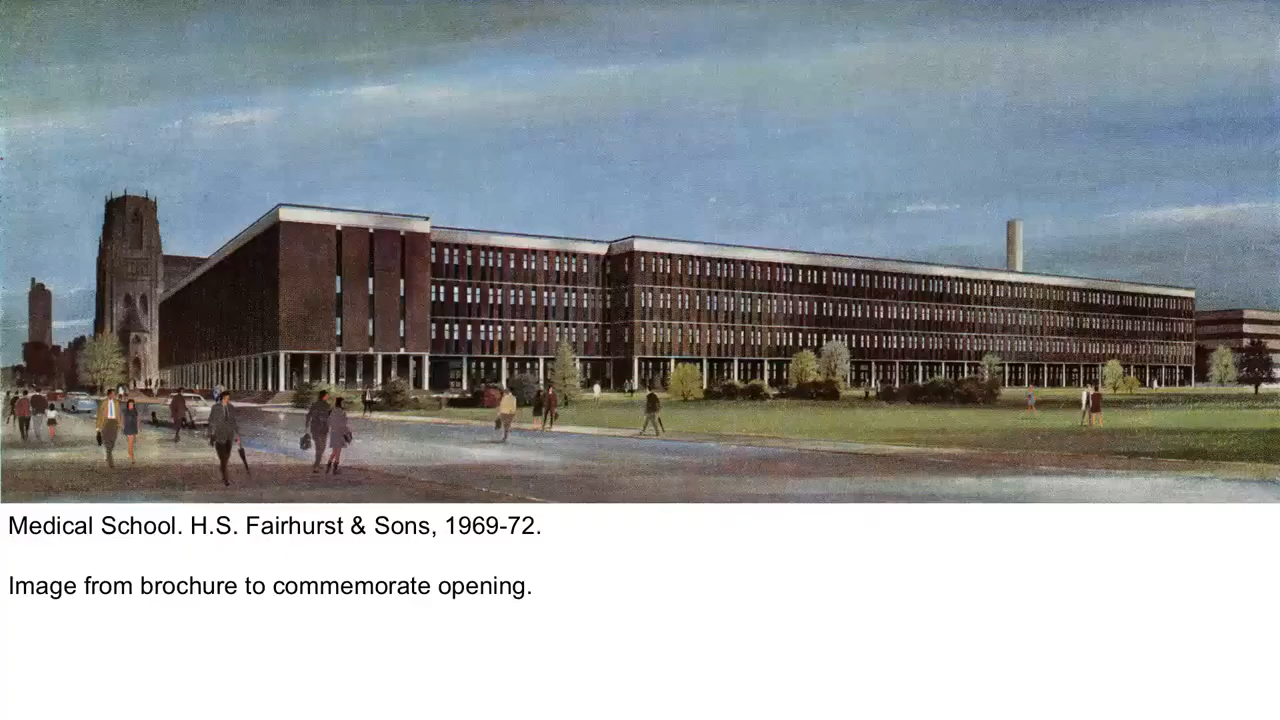 Medical School. H.S. Fairhurst & Sons, 1969-72.
Image from brochure to commemorate opening.